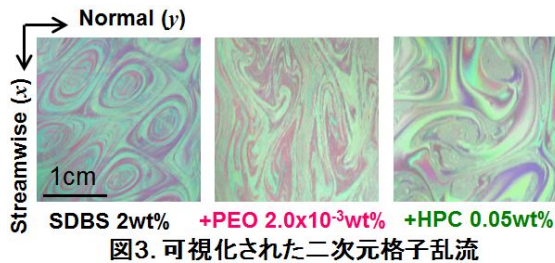 Normal (y)
Streamwise (x)
1cm
SDBS 2wt% +PEO 2.0x10⁻³wt% +HPC 0.05wt%
図3. 可視化された二次元格子乱流